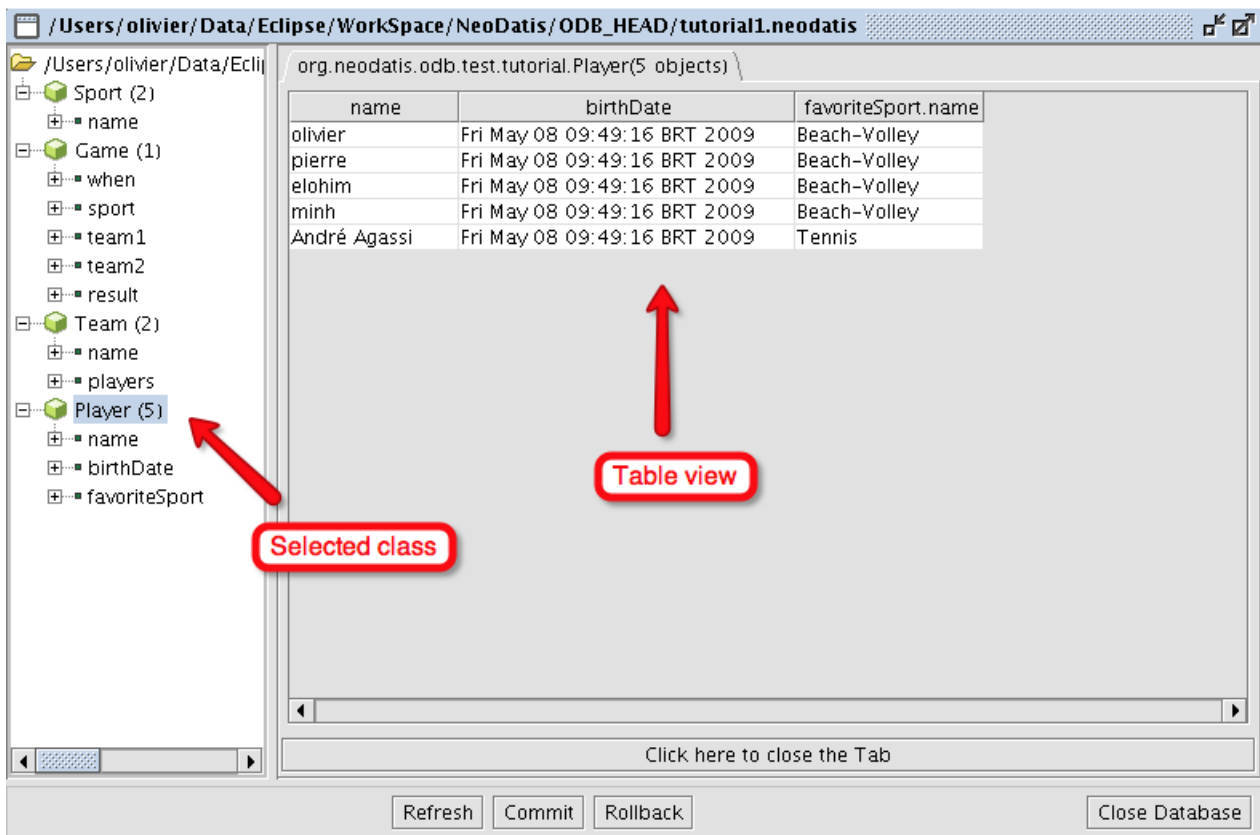 /Users/olivier/Data/Eclipse/WorkSpace/NeoDatis/ODB_HEAD/tutorial1.neodatis
/Users/olivier/Data/Ecli
Sport (2)
name
Game (1)
when
sport
team1
team2
result
Team (2)
name
players
Player (5)
name
birthDate
favoriteSport
Selected class
org.neodatis.odb.test.tutorial.Player(5 objects)
name birthDate favoriteSport.name
olivier Fri May 08 09:49:16 BRT 2009 Beach-Volley
pierre Fri May 08 09:49:16 BRT 2009 Beach-Volley
elohim Fri May 08 09:49:16 BRT 2009 Beach-Volley
minh Fri May 08 09:49:16 BRT 2009 Beach-Volley
André Agassi Fri May 08 09:49:16 BRT 2009 Tennis
Table view
Click here to close the Tab
Refresh Commit Rollback Close Database